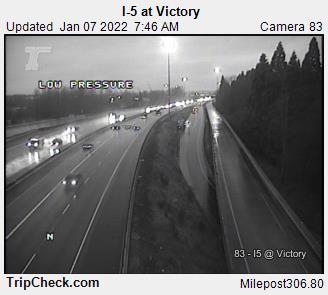 I-5 at Victory
Updated Jan 07 2022 7:46 AM Camera 83
LOW PRESSURE
N
83 - I5 @ Victory
TripCheck.com Milepost306.80